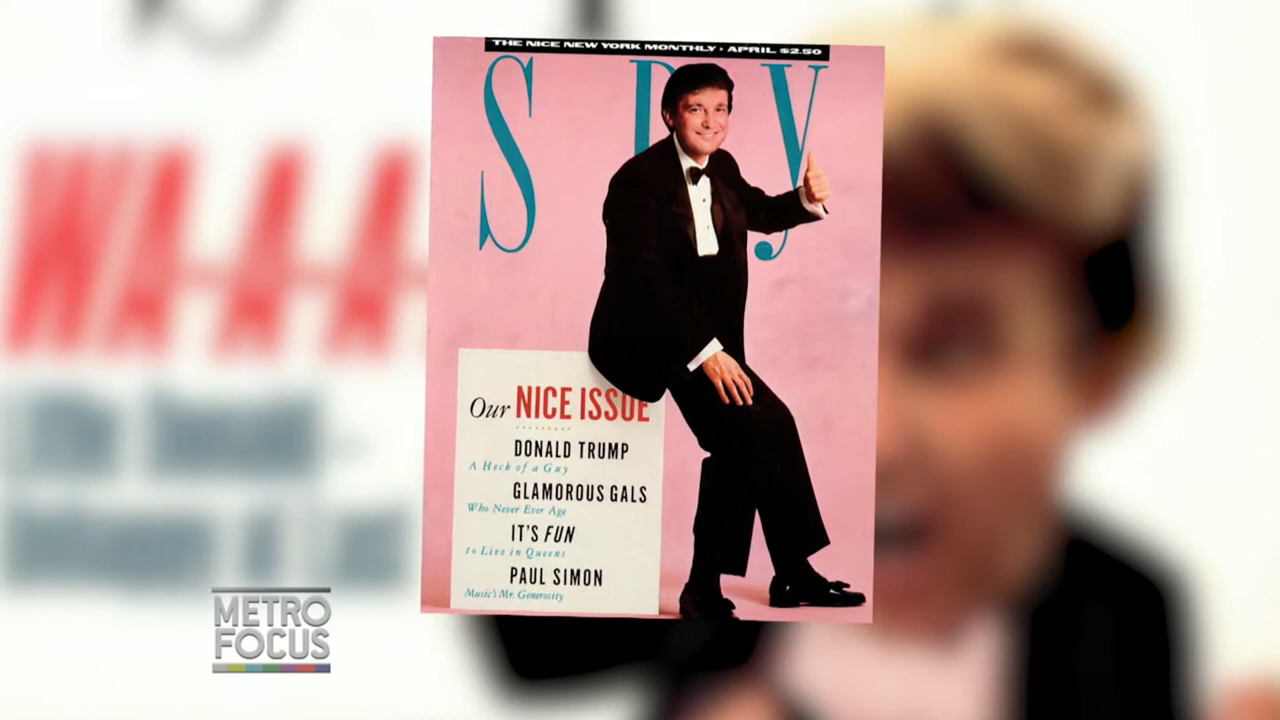 THE NICE NEW YORK MONTHLY • APRIL $2.50
SPY
Our NICE ISSUE
DONALD TRUMP
A Heck of a Guy
GLAMOROUS GALS
Who Never Ever Age
IT'S FUN
to Live in Queens
PAUL SIMON
Music's Mr. Generosity
WA-A-A-
METRO
FOCUS